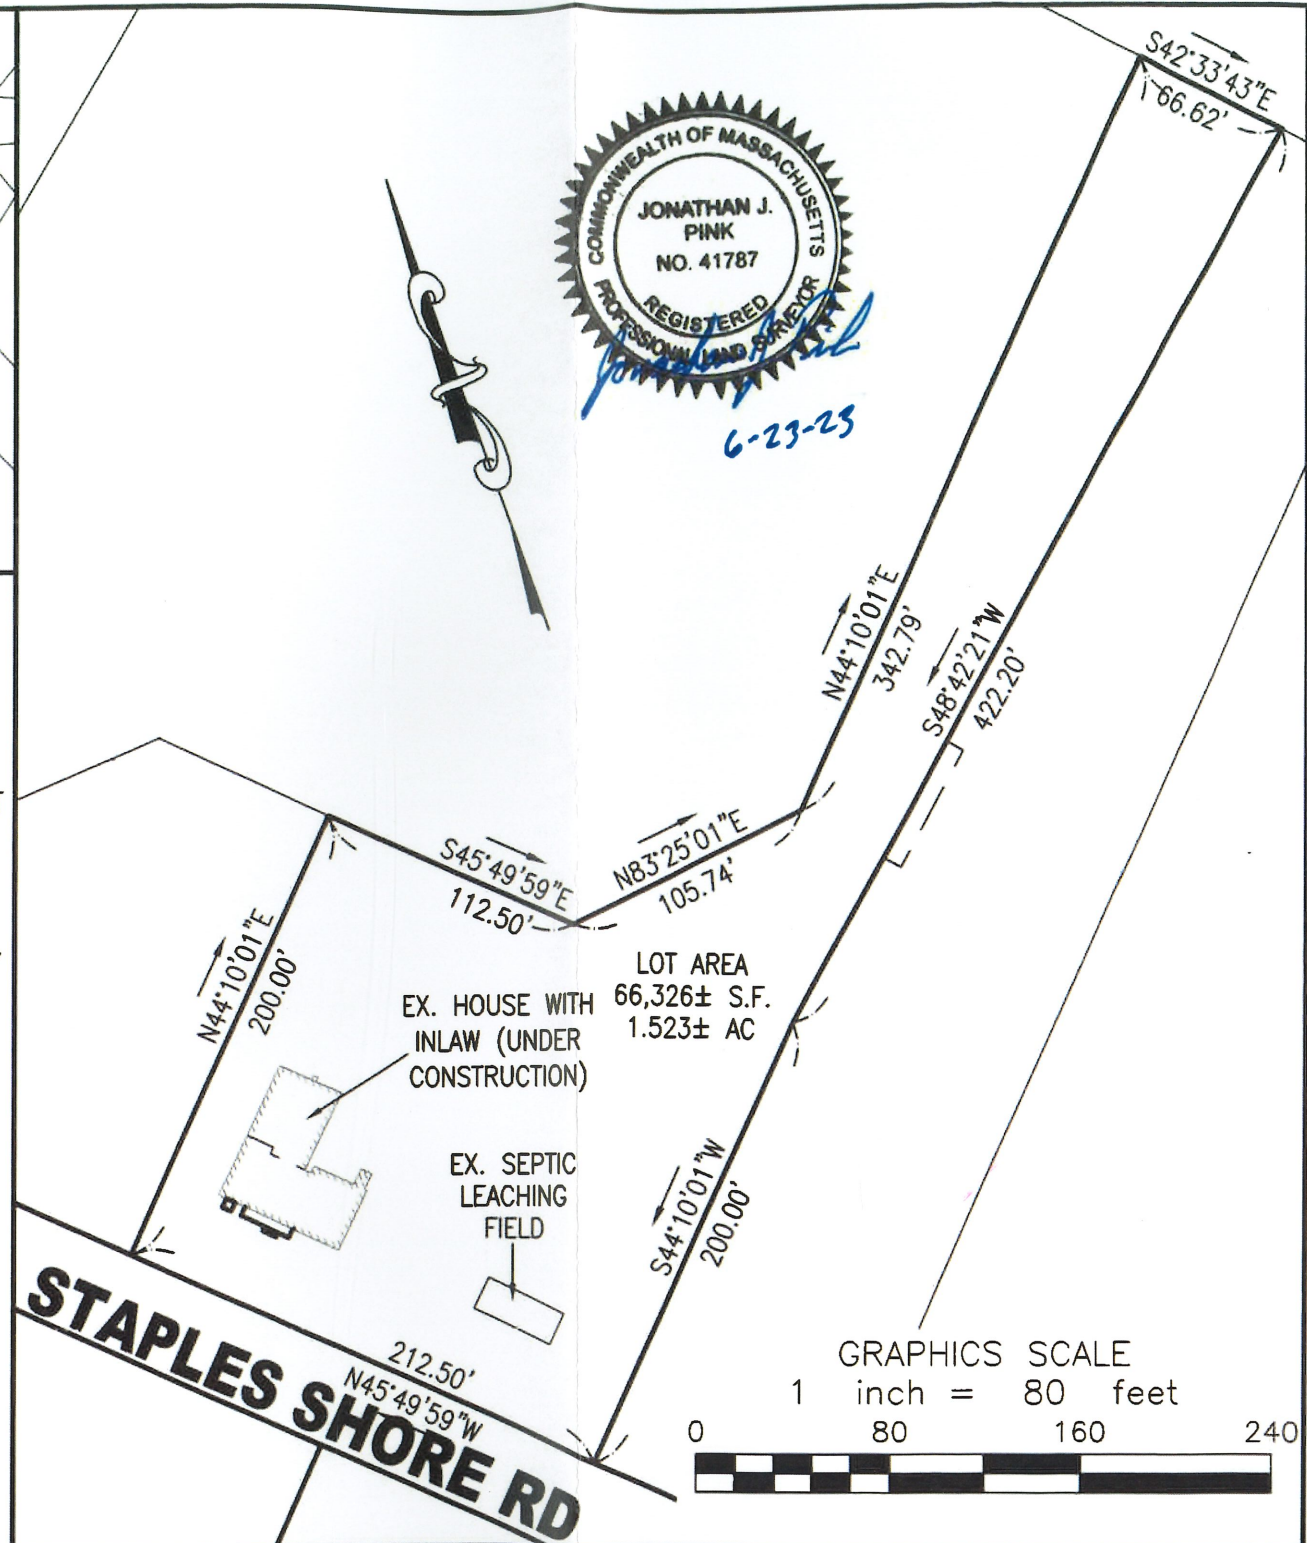 S42°33'43"E
66.62'
COMMONWEALTH OF MASSACHUSETTS
JONATHAN J.
PINK
NO. 41787
REGISTERED
PROFESSIONAL LAND SURVEYOR
6-23-23
N44°10'01"E
342.79'
S48°42'21"W
422.20'
S45°49'59"E
112.50'
N83°25'01"E
105.74'
N44°10'01"E
200.00'
LOT AREA
66,326± S.F.
1.523± AC
EX. HOUSE WITH
INLAW (UNDER
CONSTRUCTION)
EX. SEPTIC
LEACHING
FIELD
S44°10'01"W
200.00'
212.50'
N45°49'59"W
STAPLES SHORE RD
GRAPHICS SCALE
1 inch = 80 feet
0 80 160 240